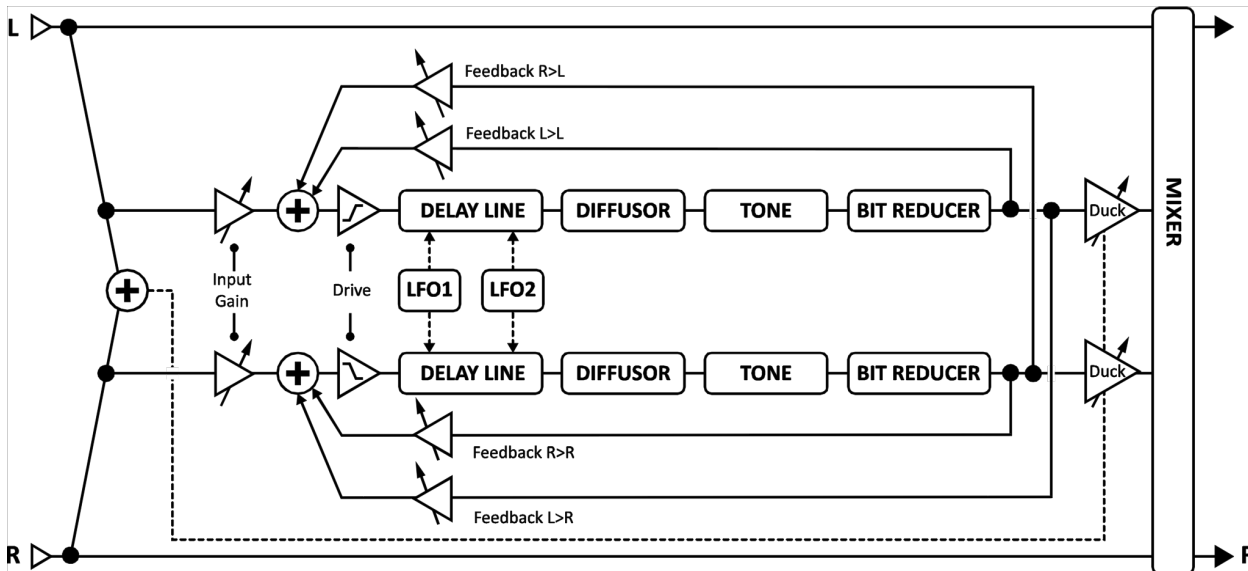 L
Feedback R>L
Feedback L>L
DELAY LINE
DIFFUSOR
TONE
BIT REDUCER
Duck
MIXER
Input
Gain
Drive
LFO1
LFO2
DELAY LINE
DIFFUSOR
TONE
BIT REDUCER
Duck
Feedback R>R
Feedback L>R
R